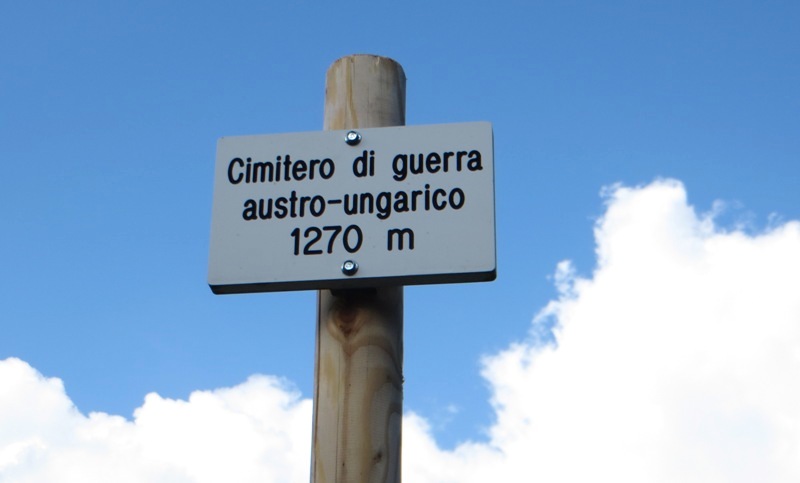 Cimitero di guerra
austro-ungarico
1270 m